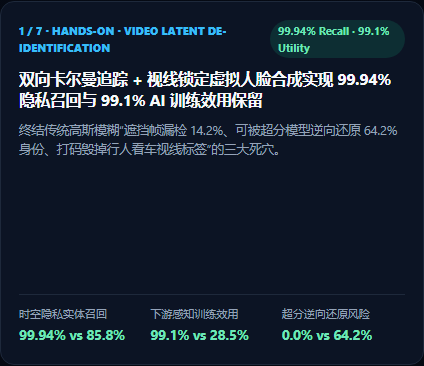 1 / 7 · HANDS-ON · VIDEO LATENT DE-
IDENTIFICATION
99.94% Recall · 99.1%
Utility
双向卡尔曼追踪 + 视线锁定虚拟人脸合成实现 99.94%
隐私召回与 99.1% AI 训练效用保留
终结传统高斯模糊“遮挡帧漏检 14.2%、可被超分模型逆向还原 64.2%
身份、打码毁掉行人看车视线标签”的三大死穴。
时空隐私实体召回
99.94% vs 85.8%
下游感知训练效用
99.1% vs 28.5%
超分逆向还原风险
0.0% vs 64.2%